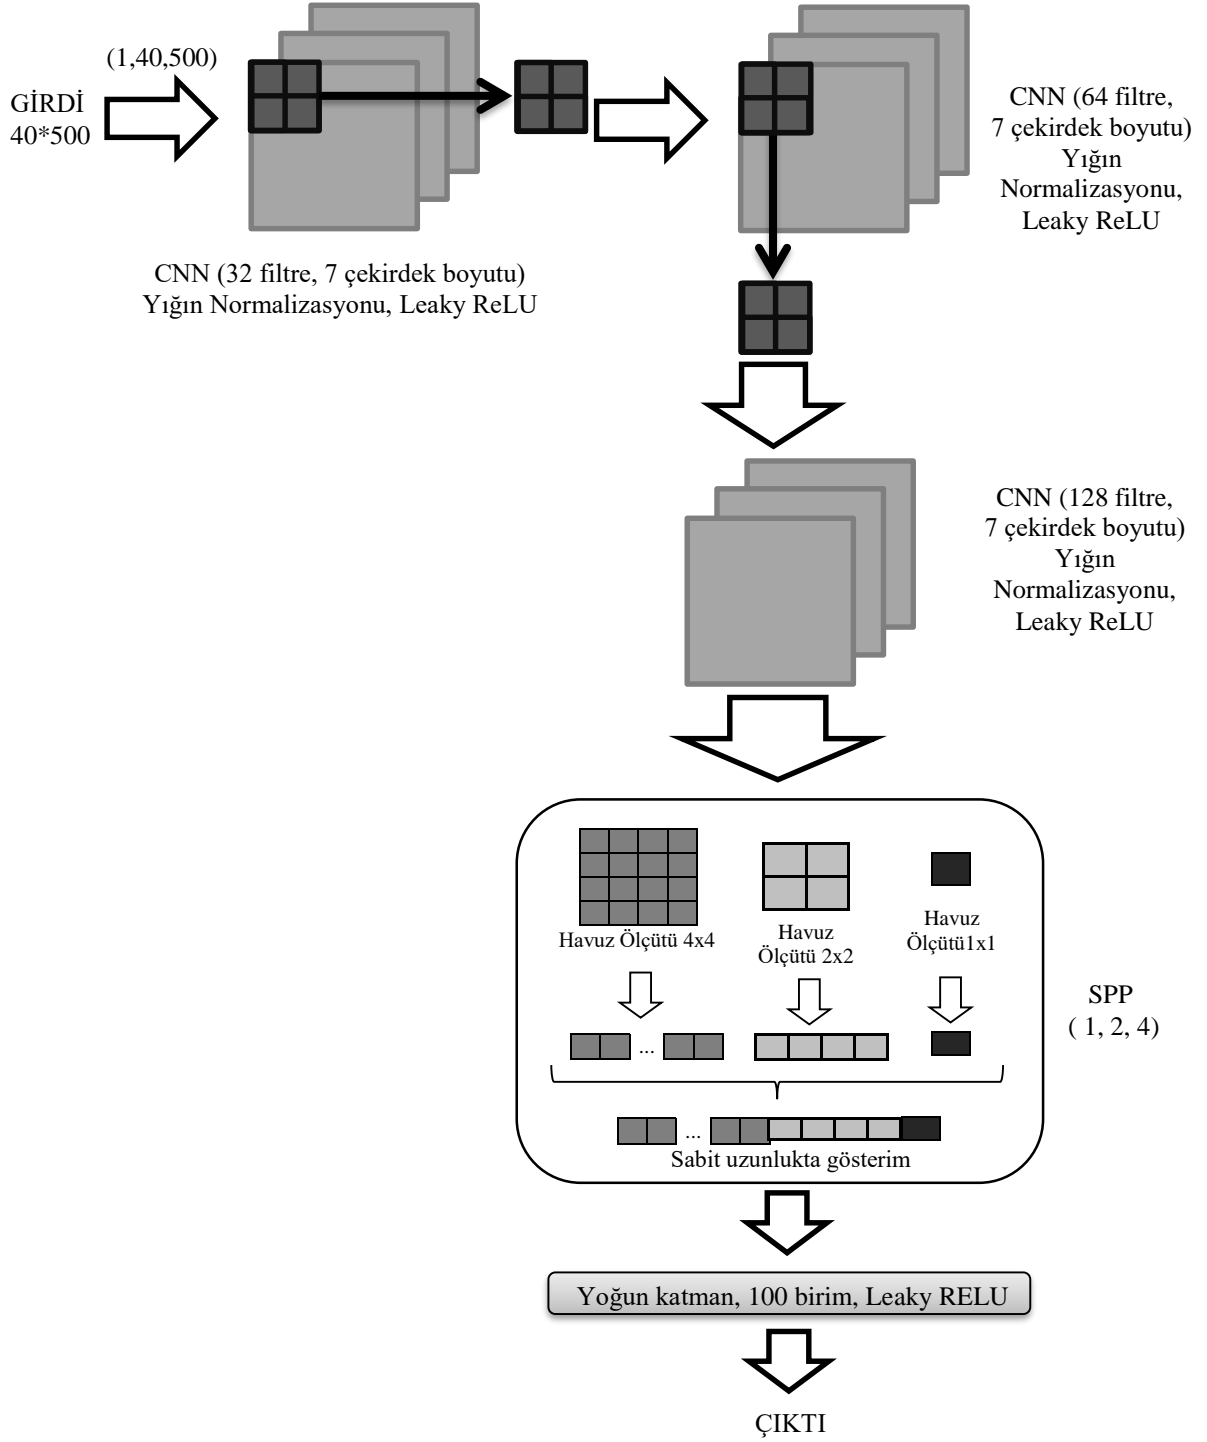 (1,40,500)
GİRDİ
40*500
CNN (32 filtre, 7 çekirdek boyutu)
Yığın Normalizasyonu, Leaky ReLU
CNN (64 filtre,
7 çekirdek boyutu)
Yığın
Normalizasyonu,
Leaky ReLU
CNN (128 filtre,
7 çekirdek boyutu)
Yığın
Normalizasyonu,
Leaky ReLU
Havuz Ölçütü 4x4
Havuz
Ölçütü 2x2
Havuz
Ölçütü1x1
SPP
( 1, 2, 4)
...
...
Sabit uzunlukta gösterim
Yoğun katman, 100 birim, Leaky RELU
ÇIKTI